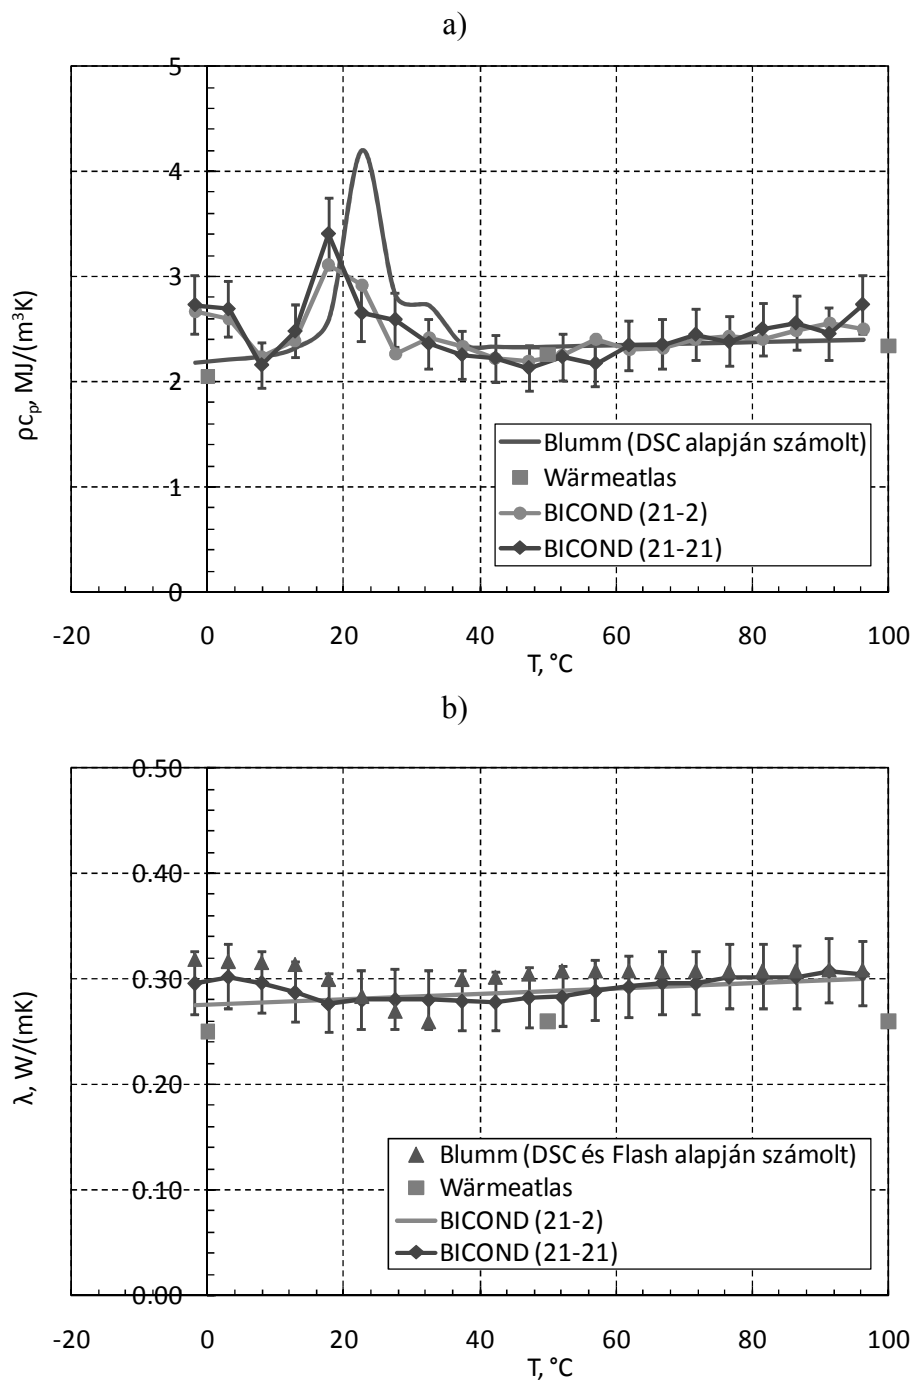 a)
5
4
3
2
1
0
-20 0 20 40 60 80 100
T, °C
ρcp, MJ/(m³K)
Blumm (DSC alapján számolt)
Wärmeatlas
BICOND (21-2)
BICOND (21-21)
b)
0.50
0.40
0.30
0.20
0.10
0.00
-20 0 20 40 60 80 100
T, °C
λ, W/(mK)
Blumm (DSC és Flash alapján számolt)
Wärmeatlas
BICOND (21-2)
BICOND (21-21)